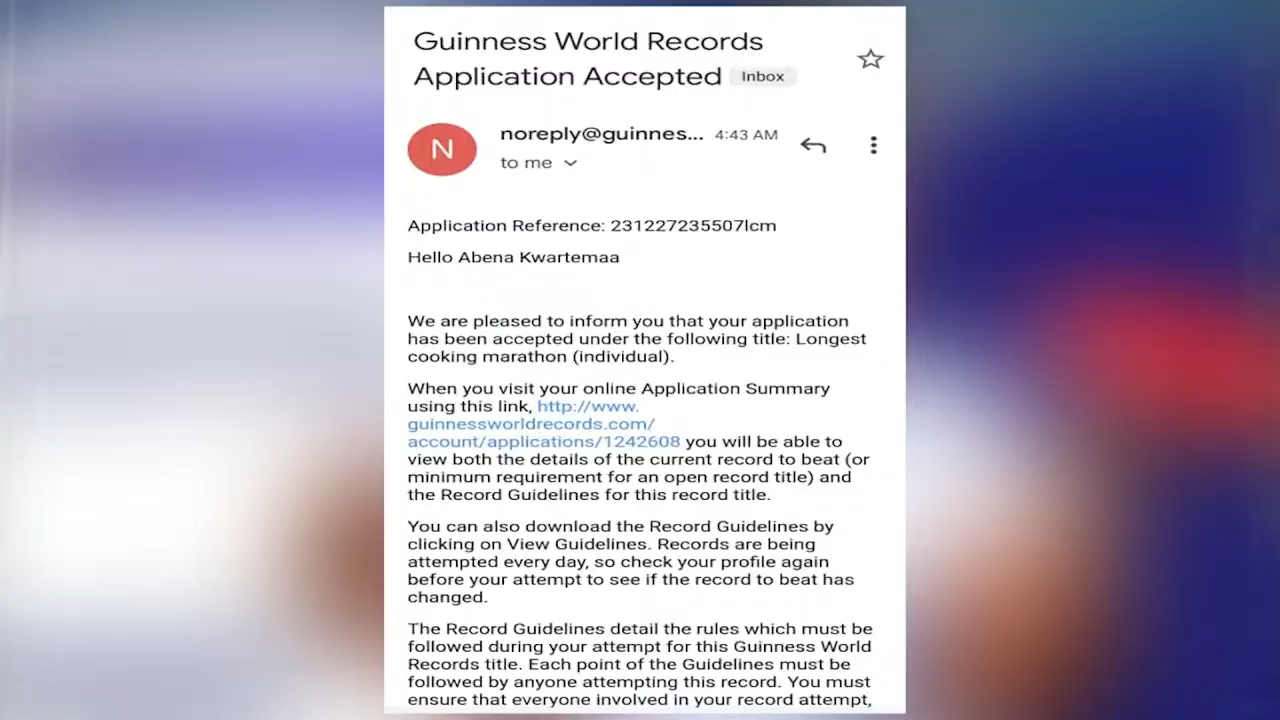 Guinness World Records
Application Accepted Inbox
N
noreply@guinnes... 4:43 AM
to me
Application Reference: 231227235507lcm
Hello Abena Kwartemaa
We are pleased to inform you that your application
has been accepted under the following title: Longest
cooking marathon (individual).
When you visit your online Application Summary
using this link, http://www.
guinnessworldrecords.com/
account/applications/1242608 you will be able to
view both the details of the current record to beat (or
minimum requirement for an open record title) and
the Record Guidelines for this record title.
You can also download the Record Guidelines by
clicking on View Guidelines. Records are being
attempted every day, so check your profile again
before your attempt to see if the record to beat has
changed.
The Record Guidelines detail the rules which must be
followed during your attempt for this Guinness World
Records title. Each point of the Guidelines must be
followed by anyone attempting this record. You must
ensure that everyone involved in your record attempt,